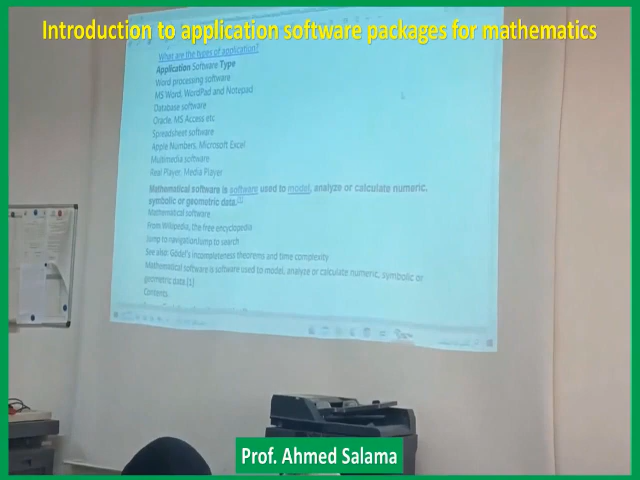 Introduction to application software packages for mathematics
What are the types of application?
Application Software Type
Word processing software
MS Word, WordPad and Notepad
Database software
Oracle, MS Access etc
Spreadsheet software
Apple Numbers, Microsoft Excel
Multimedia software
Real Player, Media Player
Mathematical software is software used to model, analyze or calculate numeric,
symbolic or geometric data.[1]
Mathematical software
From Wikipedia, the free encyclopedia
Jump to navigationJump to search
See also: Gödel's incompleteness theorems and time complexity
Mathematical software is software used to model, analyze or calculate numeric, symbolic or
geometric data.[1]
Contents
Prof. Ahmed Salama